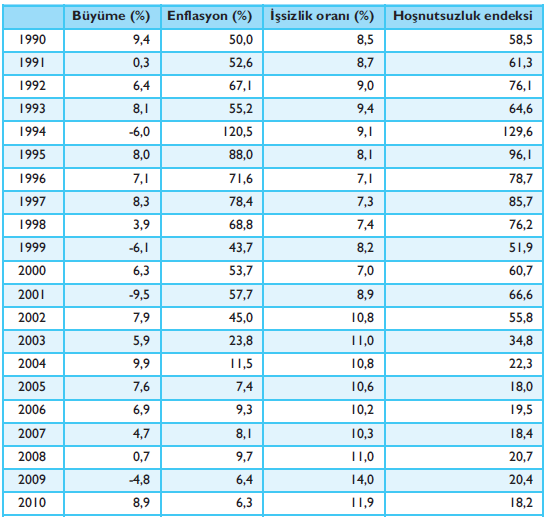 Büyüme (%) Enflasyon (%) İşsizlik oranı (%) Hoşnutsuzluk endeksi
1990 9,4 50,0 8,5 58,5
1991 0,3 52,6 8,7 61,3
1992 6,4 67,1 9,0 76,1
1993 8,1 55,2 9,4 64,6
1994 -6,0 120,5 9,1 129,6
1995 8,0 88,0 8,1 96,1
1996 7,1 71,6 7,1 78,7
1997 8,3 78,4 7,3 85,7
1998 3,9 68,8 7,4 76,2
1999 -6,1 43,7 8,2 51,9
2000 6,3 53,7 7,0 60,7
2001 -9,5 57,7 8,9 66,6
2002 7,9 45,0 10,8 55,8
2003 5,9 23,8 11,0 34,8
2004 9,9 11,5 10,8 22,3
2005 7,6 7,4 10,6 18,0
2006 6,9 9,3 10,2 19,5
2007 4,7 8,1 10,3 18,4
2008 0,7 9,7 11,0 20,7
2009 -4,8 6,4 14,0 20,4
2010 8,9 6,3 11,9 18,2